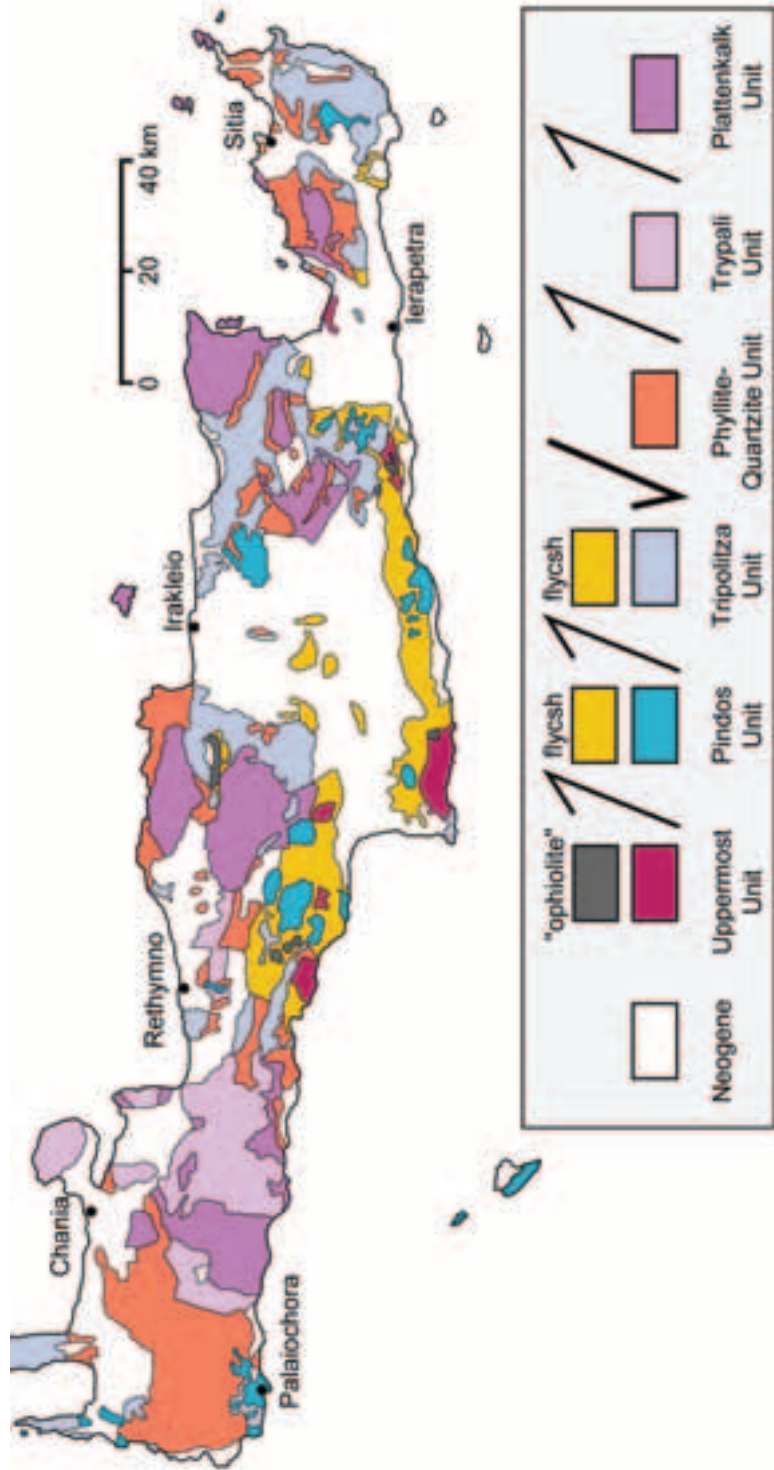 Chania
Rethymno
Irakleio
Sitia
Palaiochora
Ierapetra
0 20 40 km
Neogene
"ophiolite"
Uppermost
Unit
flycsh
Pindos
Unit
flycsh
Tripolitza
Unit
Phyllite-
Quartzite Unit
Trypali
Unit
Plattenkalk
Unit